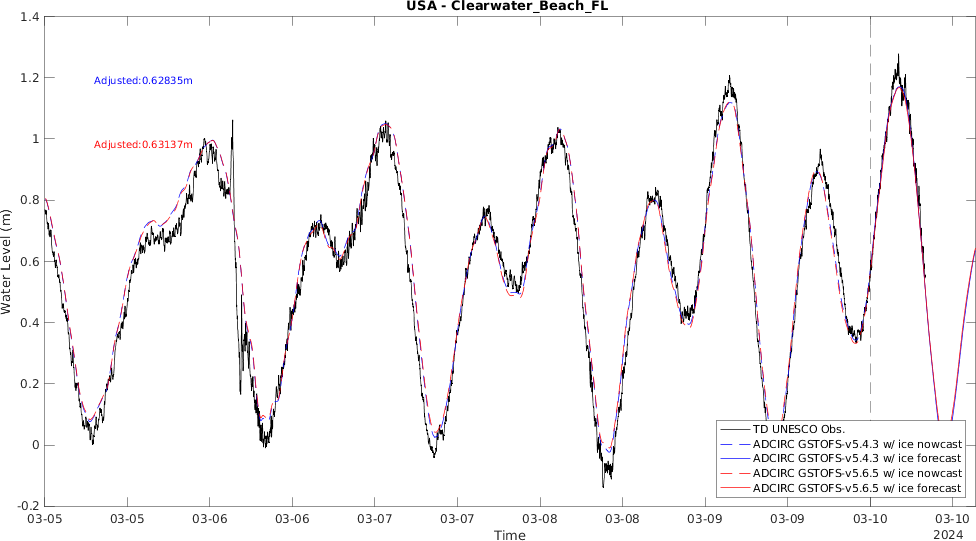 USA - Clearwater_Beach_FL
1.4
1.2
1
0.8
0.6
0.4
0.2
0
-0.2
Water Level (m)
Adjusted:0.62835m
Adjusted:0.63137m
TD UNESCO Obs.
ADCIRC GSTOFS-v5.4.3 w/ ice nowcast
ADCIRC GSTOFS-v5.4.3 w/ ice forecast
ADCIRC GSTOFS-v5.6.5 w/ ice nowcast
ADCIRC GSTOFS-v5.6.5 w/ ice forecast
03-05 03-05 03-06 03-06 03-07 03-07 03-08 03-08 03-09 03-09 03-10 03-10
2024
Time